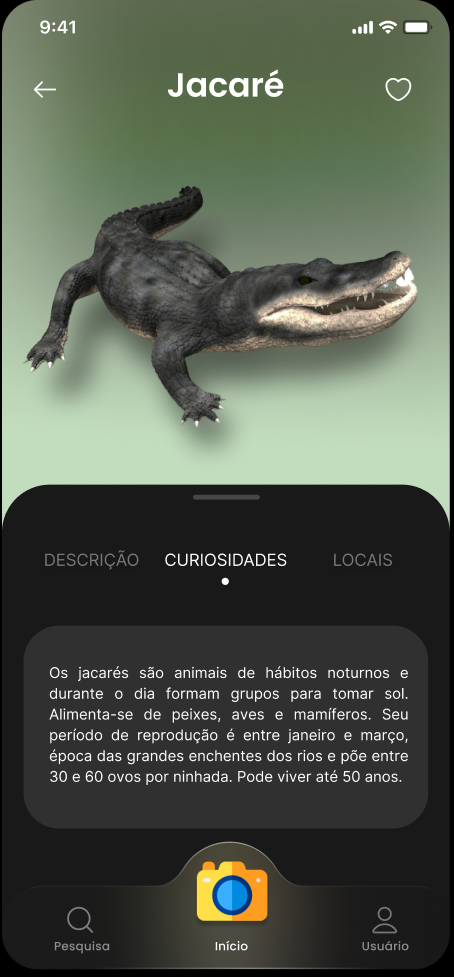 9:41
Jacaré
DESCRIÇÃO CURIOSIDADES LOCAIS
Os jacarés são animais de hábitos noturnos e
durante o dia formam grupos para tomar sol.
Alimenta-se de peixes, aves e mamíferos. Seu
período de reprodução é entre janeiro e março,
época das grandes enchentes dos rios e põe entre
30 e 60 ovos por ninhada. Pode viver até 50 anos.
Pesquisa Início Usuário